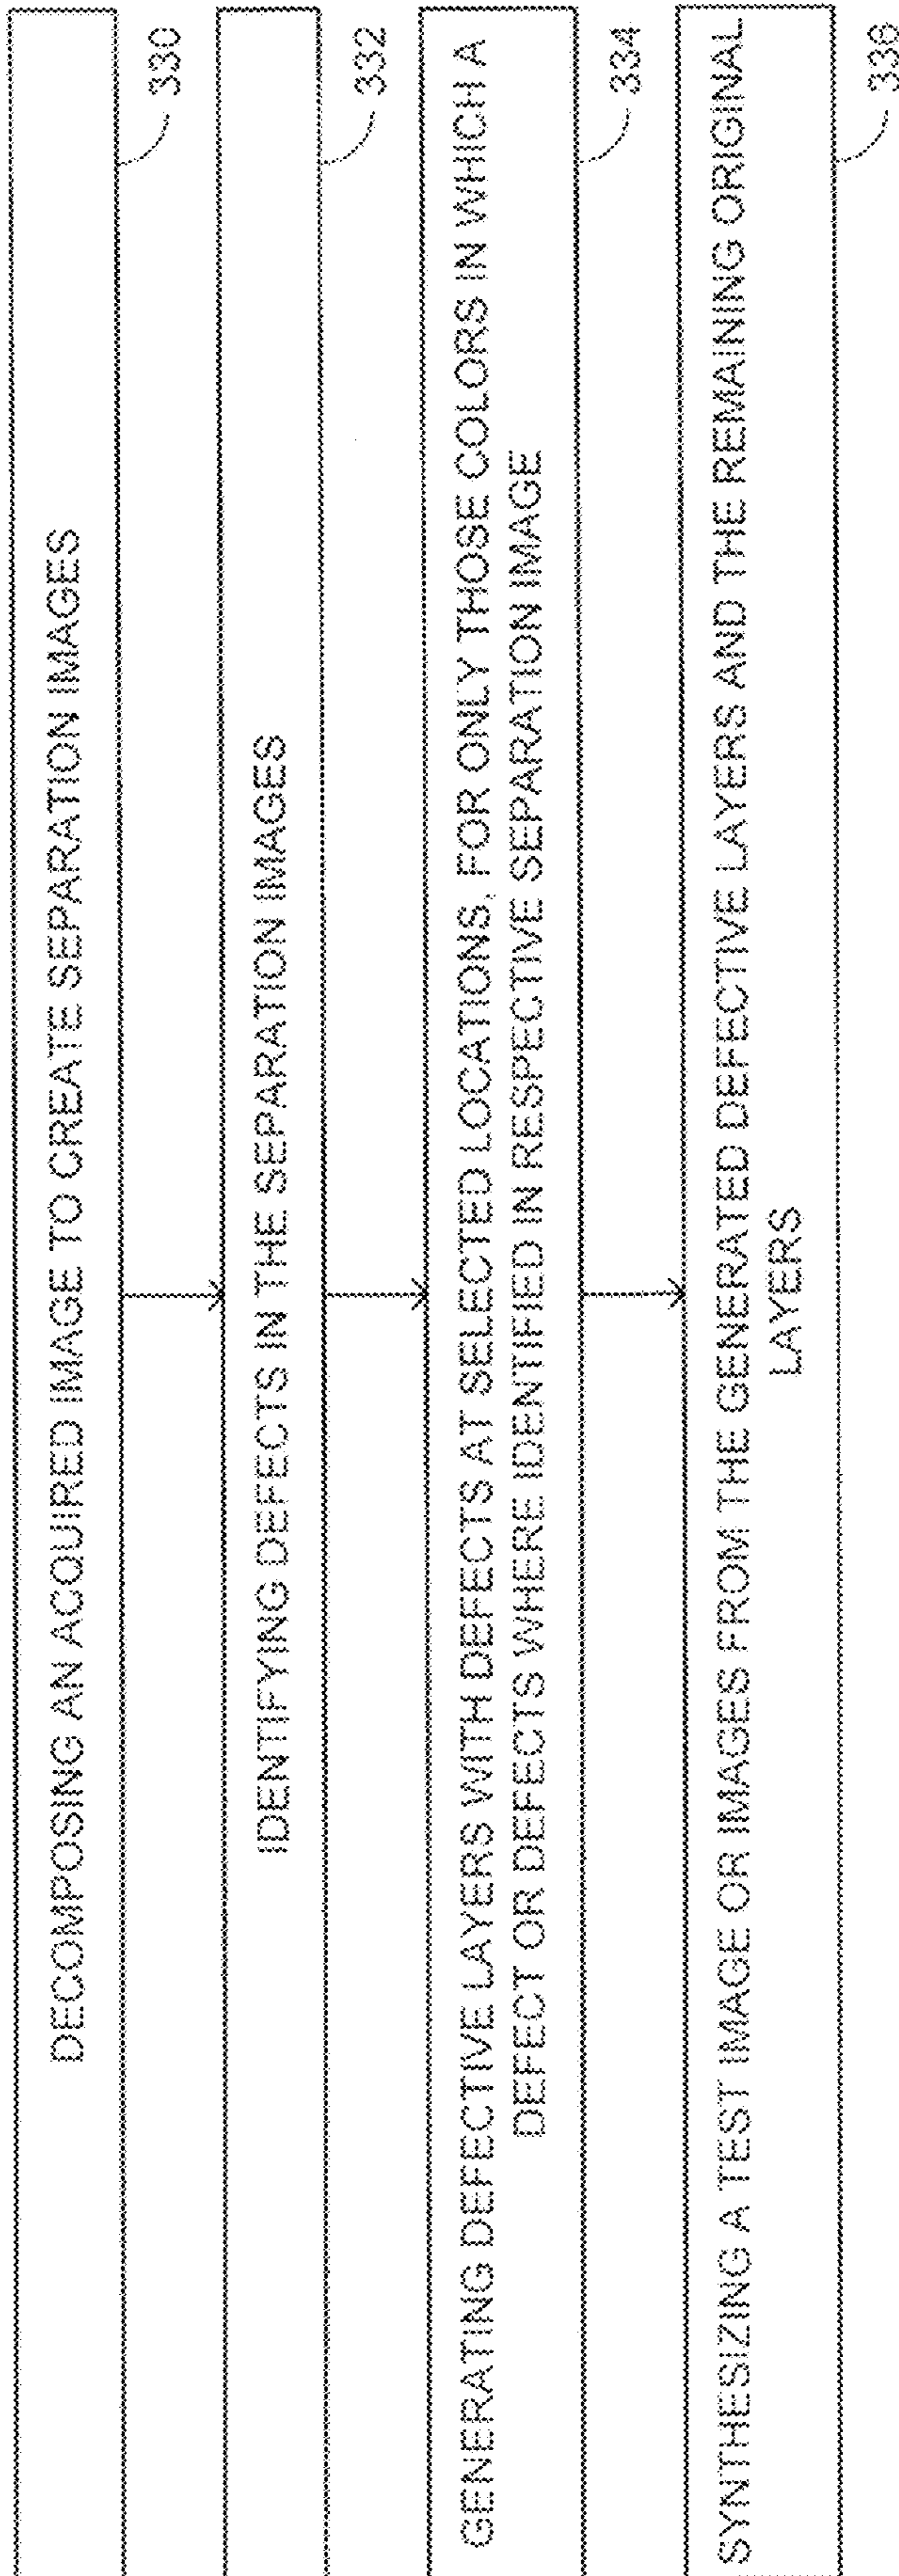 DECOMPOSING AN ACQUIRED IMAGE TO CREATE SEPARATION IMAGES
330
IDENTIFYING DEFECTS IN THE SEPARATION IMAGES
332
GENERATING DEFECTIVE LAYERS WITH DEFECTS AT SELECTED LOCATIONS, FOR ONLY THOSE COLORS IN WHICH A
DEFECT OR DEFECTS WHERE IDENTIFIED IN RESPECTIVE SEPARATION IMAGE
334
SYNTHESIZING A TEST IMAGE OR IMAGES FROM THE GENERATED DEFECTIVE LAYERS AND THE REMAINING ORIGINAL
LAYERS
338